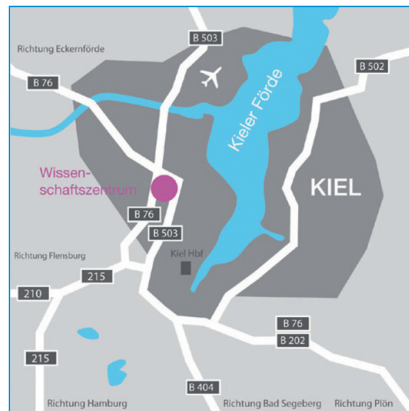 B 503
Richtung Eckernförde
B 502
B 76
Kieler Förde
Wissen-
schaftszentrum
KIEL
B 76
B 503
Kiel Hbf
Richtung Flensburg
215
210
B 76
B 202
215
B 404
Richtung Hamburg
Richtung Bad Segeberg
Richtung Plön